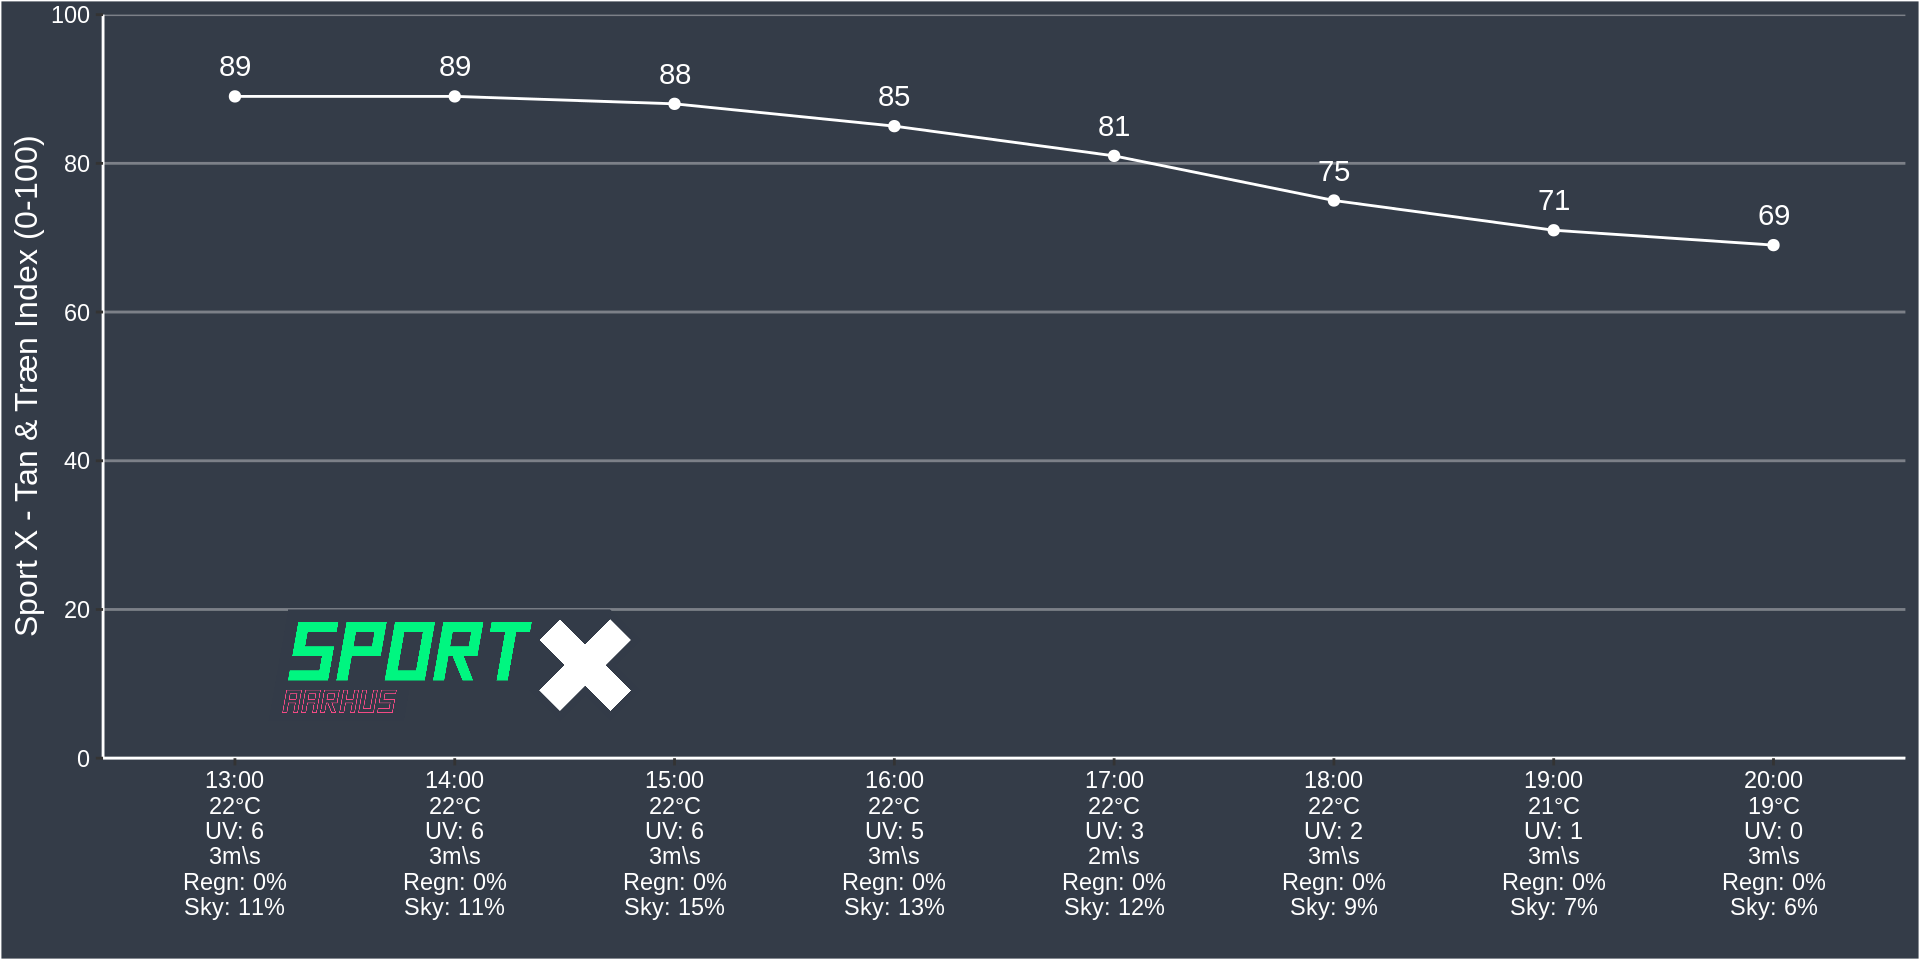 Sport X - Tan & Træn Index (0-100)
100
80
60
40
20
0
89 89 88 85 81 75 71 69
SPORT X
AARHUS
13:00 14:00 15:00 16:00 17:00 18:00 19:00 20:00
22°C 22°C 22°C 22°C 22°C 22°C 21°C 19°C
UV: 6 UV: 6 UV: 6 UV: 5 UV: 3 UV: 2 UV: 1 UV: 0
3m\s 3m\s 3m\s 3m\s 2m\s 3m\s 3m\s 3m\s
Regn: 0% Regn: 0% Regn: 0% Regn: 0% Regn: 0% Regn: 0% Regn: 0% Regn: 0%
Sky: 11% Sky: 11% Sky: 15% Sky: 13% Sky: 12% Sky: 9% Sky: 7% Sky: 6%